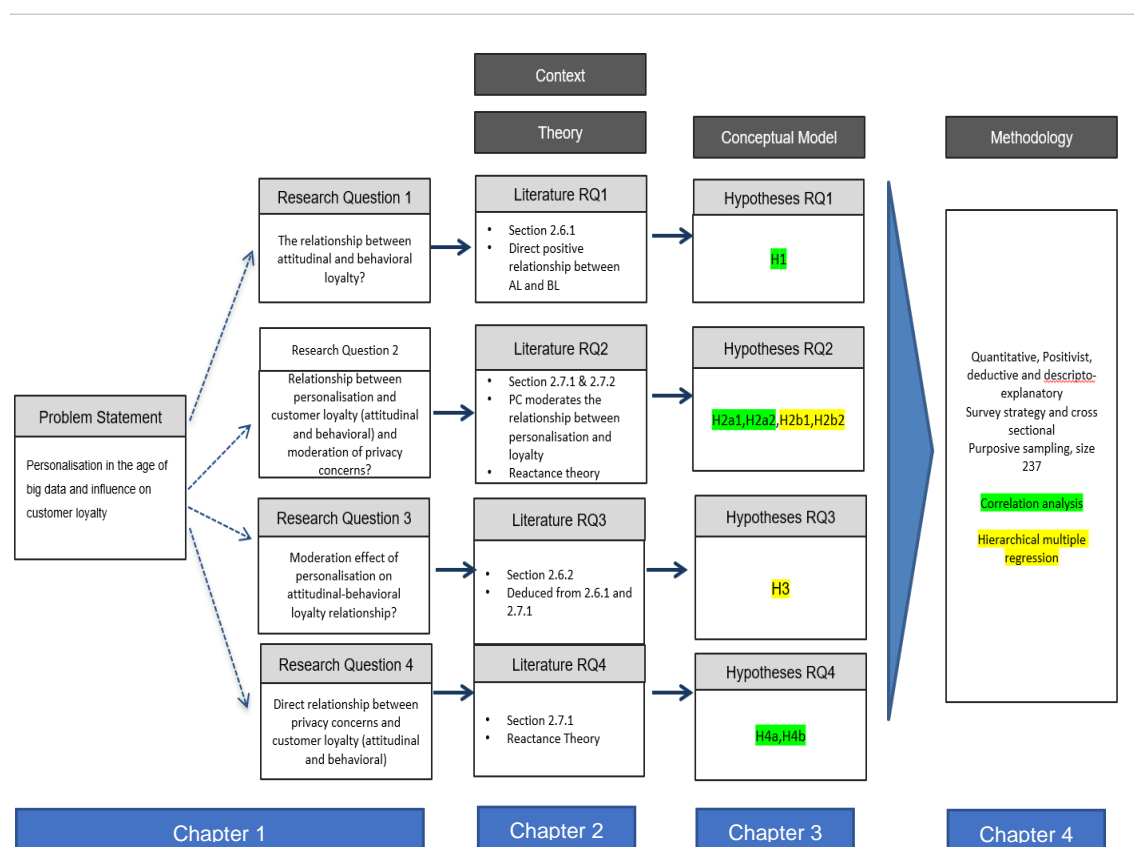 Context
Theory
Conceptual Model
Methodology
Problem Statement
Personalisation in the age of
big data and influence on
customer loyalty
Research Question 1
The relationship between
attitudinal and behavioral
loyalty?
Literature RQ1
• Section 2.6.1
• Direct positive
relationship between
AL and BL
Hypotheses RQ1
H1
Research Question 2
Relationship between
personalisation and
customer loyalty (attitudinal
and behavioral) and
moderation of privacy
concerns?
Literature RQ2
• Section 2.7.1 & 2.7.2
• PC moderates the
relationship between
personalisation and
loyalty
• Reactance theory
Hypotheses RQ2
H2a1,H2a2,H2b1,H2b2
Research Question 3
Moderation effect of
personalisation on
attitudinal-behavioral
loyalty relationship?
Literature RQ3
• Section 2.6.2
• Deduced from 2.6.1 and
2.7.1
Hypotheses RQ3
H3
Research Question 4
Direct relationship between
privacy concerns and
customer loyalty (attitudinal
and behavioral)
Literature RQ4
• Section 2.7.1
• Reactance Theory
Hypotheses RQ4
H4a,H4b
Quantitative, Positivist,
deductive and descripto-
explanatory
Survey strategy and cross
sectional
Purposive sampling, size
237
Correlation analysis
Hierarchical multiple
regression
Chapter 1
Chapter 2
Chapter 3
Chapter 4